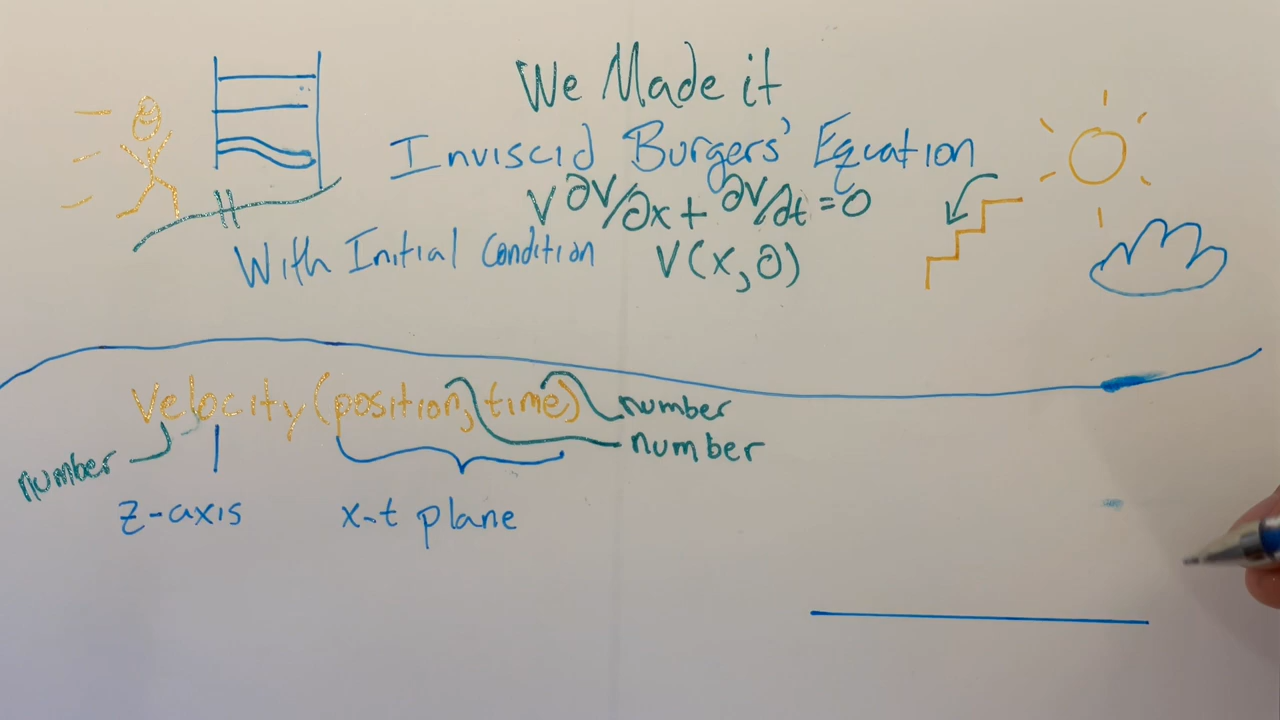 We Made it
Inviscid Burgers' Equation
V ∂V/∂x + ∂V/∂t = 0
With Initial Condition V(x,0)
Velocity(position, time)
number
number
number
z-axis
x-t plane